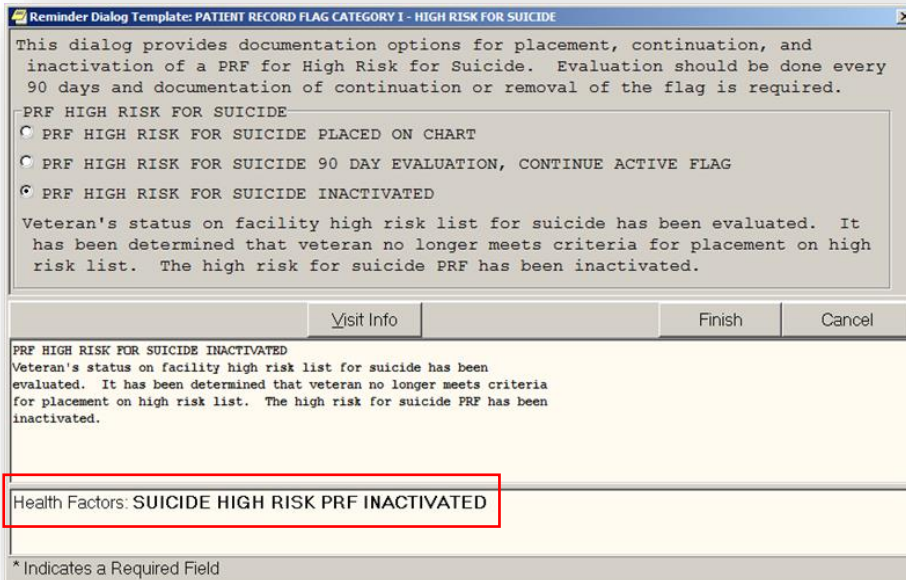 Reminder Dialog Template: PATIENT RECORD FLAG CATEGORY I - HIGH RISK FOR SUICIDE
This dialog provides documentation options for placement, continuation, and
inactivation of a PRF for High Risk for Suicide. Evaluation should be done every
90 days and documentation of continuation or removal of the flag is required.
PRF HIGH RISK FOR SUICIDE
PRF HIGH RISK FOR SUICIDE PLACED ON CHART
PRF HIGH RISK FOR SUICIDE 90 DAY EVALUATION, CONTINUE ACTIVE FLAG
PRF HIGH RISK FOR SUICIDE INACTIVATED
Veteran's status on facility high risk list for suicide has been evaluated. It
has been determined that veteran no longer meets criteria for placement on high
risk list. The high risk for suicide PRF has been inactivated.
Visit Info Finish Cancel
PRF HIGH RISK FOR SUICIDE INACTIVATED
Veteran's status on facility high risk list for suicide has been
evaluated. It has been determined that veteran no longer meets criteria
for placement on high risk list. The high risk for suicide PRF has been
inactivated.
Health Factors: SUICIDE HIGH RISK PRF INACTIVATED
* Indicates a Required Field